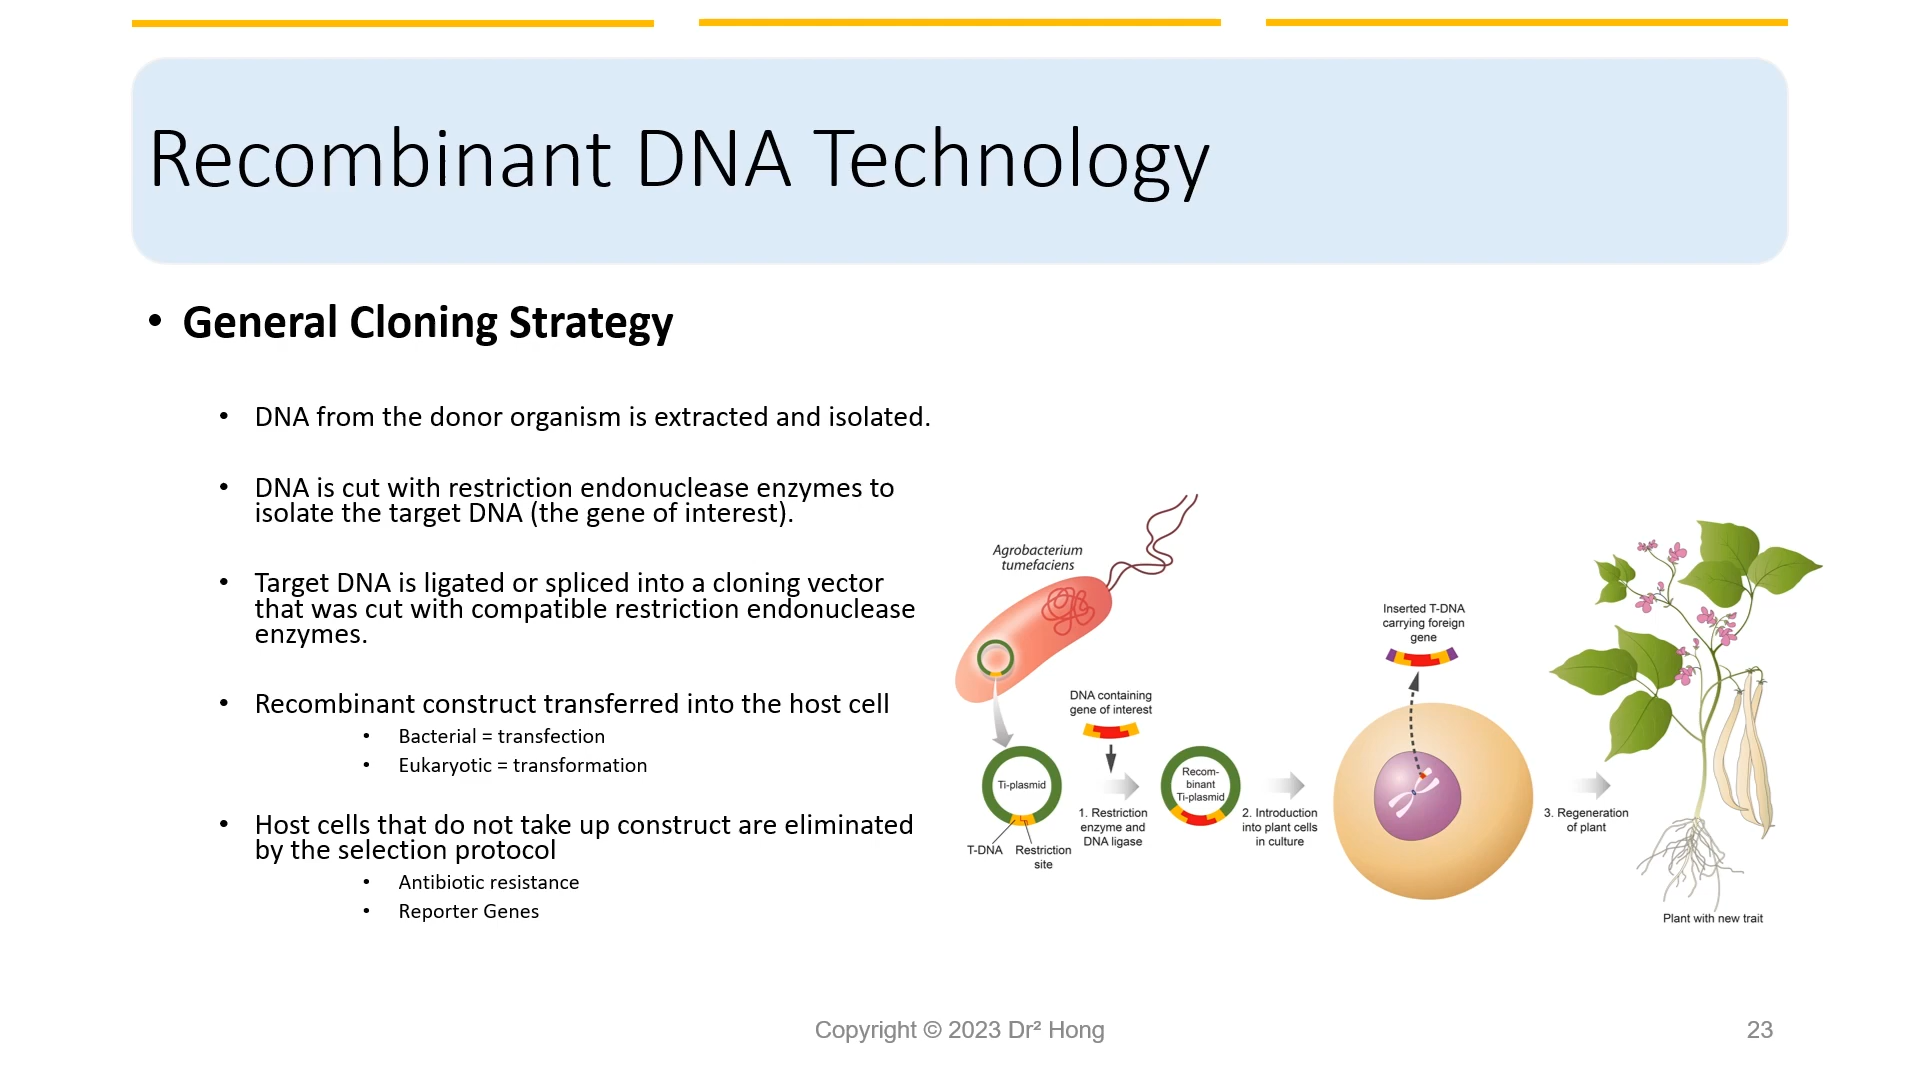 Recombinant DNA Technology
• General Cloning Strategy
• DNA from the donor organism is extracted and isolated.
• DNA is cut with restriction endonuclease enzymes to
isolate the target DNA (the gene of interest).
• Target DNA is ligated or spliced into a cloning vector
that was cut with compatible restriction endonuclease
enzymes.
• Recombinant construct transferred into the host cell
• Bacterial = transfection
• Eukaryotic = transformation
• Host cells that do not take up construct are eliminated
by the selection protocol
• Antibiotic resistance
• Reporter Genes
Agrobacterium
tumefaciens
Ti-plasmid
T-DNA
Restriction
site
DNA containing
gene of interest
1. Restriction
enzyme and
DNA ligase
Recom-
binant
Ti-plasmid
2. Introduction
into plant cells
in culture
Inserted T-DNA
carrying foreign
gene
3. Regeneration
of plant
Plant with new trait
Copyright © 2023 Dr² Hong
23